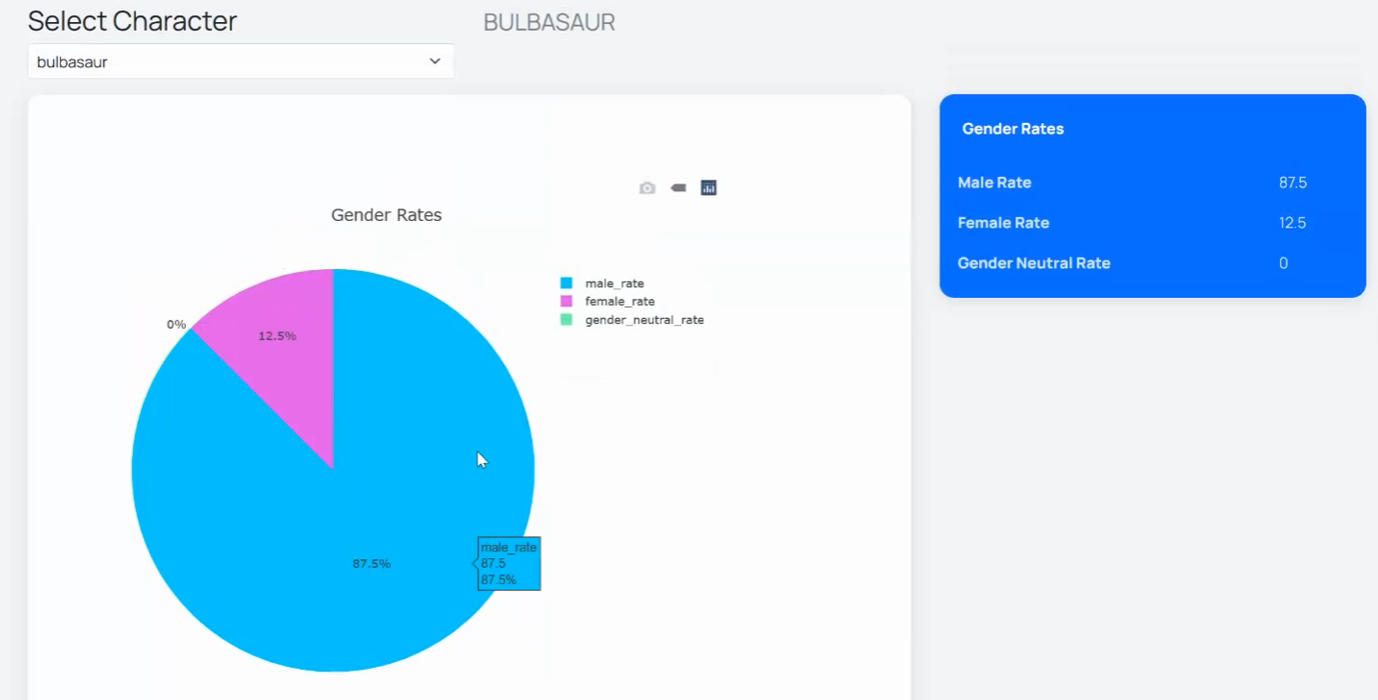 Select Character
BULBASAUR
bulbasaur
Gender Rates
male_rate
female_rate
gender_neutral_rate
0%
12.5%
87.5%
male_rate
87.5
87.5%
Gender Rates
Male Rate 87.5
Female Rate 12.5
Gender Neutral Rate 0